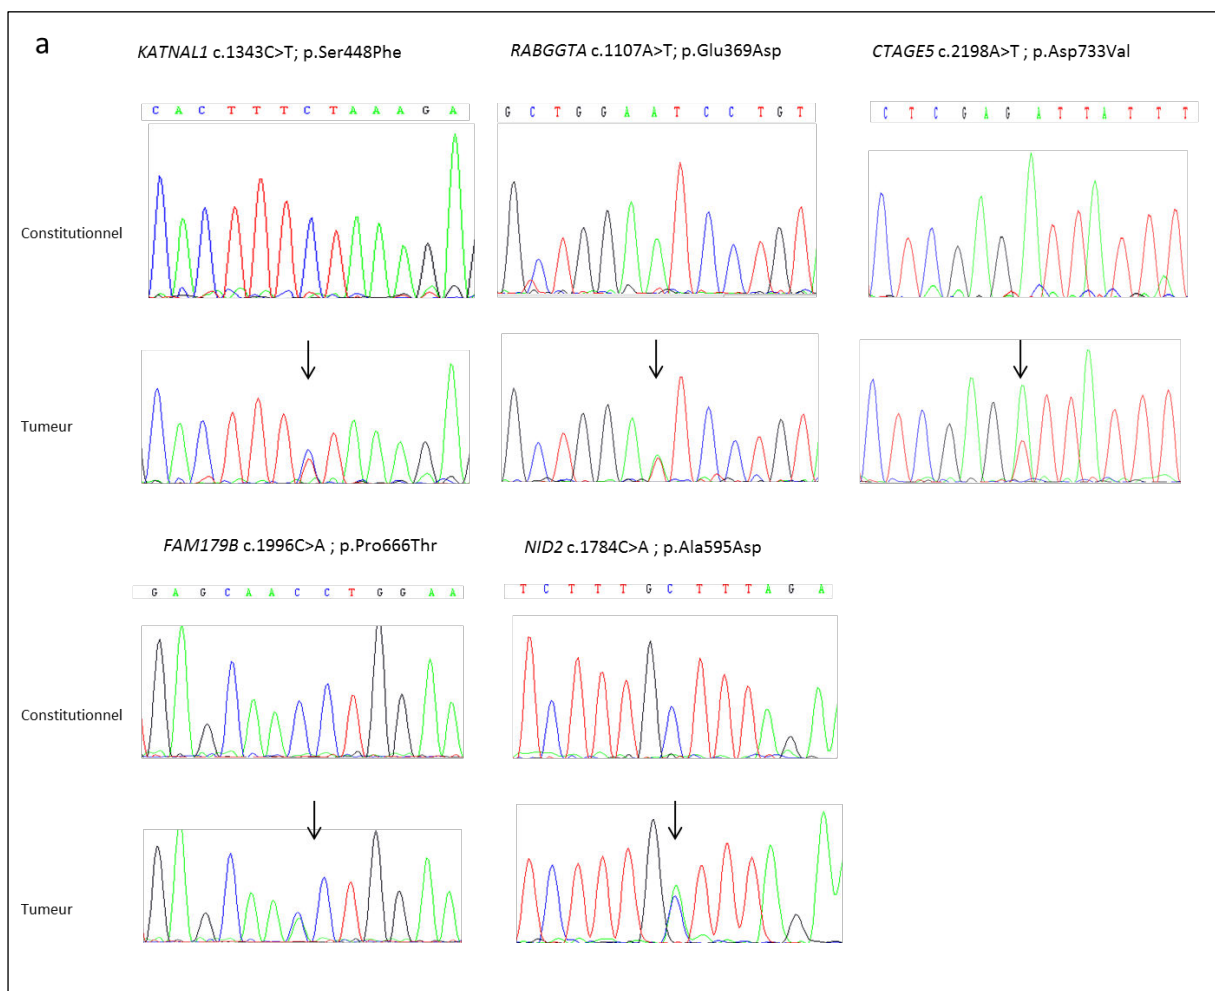 a
KATNAL1 c.1343C>T; p.Ser448Phe
RABGGTA c.1107A>T; p.Glu369Asp
CTAGE5 c.2198A>T ; p.Asp733Val
C A C T T T C T A A A G A
G C T G G A A T C C T G T
C T C G A G A T T A T T T
Constitutionnel
Tumeur
FAM179B c.1996C>A ; p.Pro666Thr
NID2 c.1784C>A ; p.Ala595Asp
G A G C A A C C T G G A A
T C T T T G C T T T A G A
Constitutionnel
Tumeur